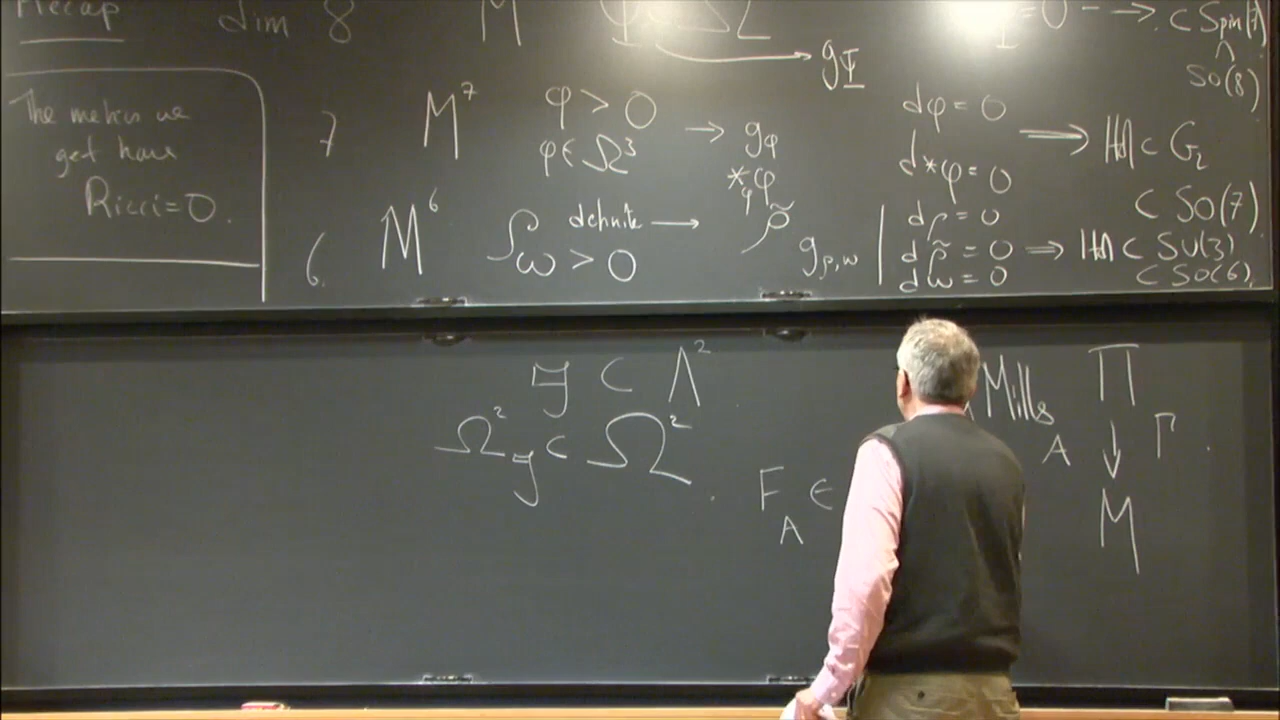 Recap dim 8 M Ψ ∈ Ω = 0 --→ ⊂ Spin(7)
→ g_Ψ ∧ SO(8)
The metrics we get have Ricci = 0.
7 M⁷ φ > 0 φ ∈ Ω³ → g_φ *_φ φ dφ = 0 d*φ = 0 ⟹ Hol ⊂ G₂ ⊂ SO(7)
6. M⁶ ρ definite ω > 0 → ρ̃ g_ρ,ω | dρ = 0 dρ̃ = 0 dω = 0 ⟹ Hol ⊂ SU(3) ⊂ SO(6).
𝔤 ⊂ Λ²
Ω²_𝔤 ⊂ Ω².
Mills
A Π ↓ Γ. M
F_A ∈